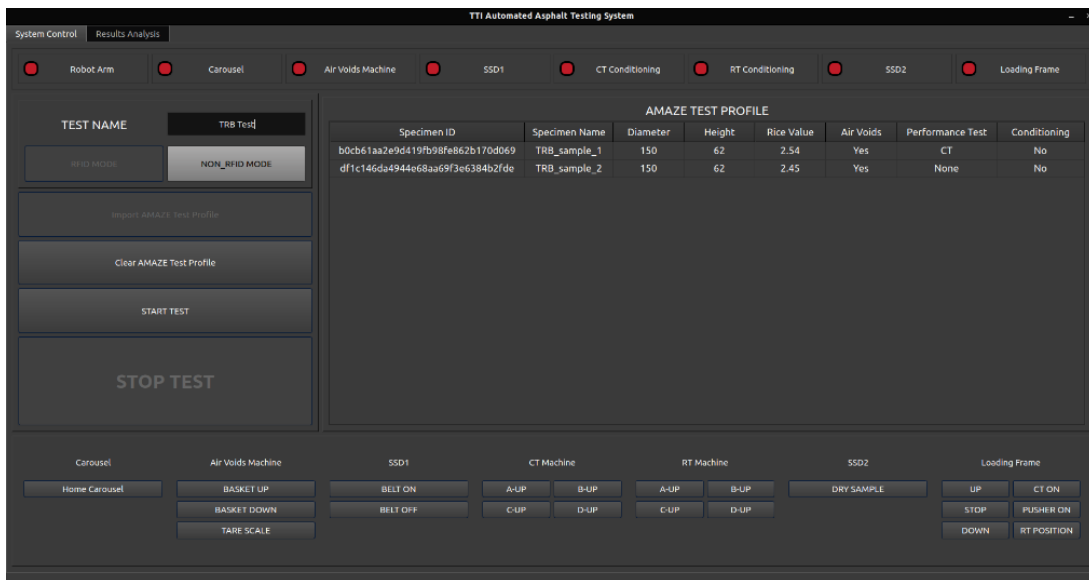 TTI Automated Asphalt Testing System
System Control Results Analysis
Robot Arm Carousel Air Voids Machine SSD1 CT Conditioning RT Conditioning SSD2 Loading Frame
TEST NAME TRB Test
RFID MODE NON_RFID MODE
Import AMAZE Test Profile
Clear AMAZE Test Profile
START TEST
STOP TEST
AMAZE TEST PROFILE
Specimen ID Specimen Name Diameter Height Rice Value Air Voids Performance Test Conditioning
b0cb61aa2e9d419fb98fe862b170d069 TRB_sample_1 150 62 2.54 Yes CT No
df1c146da4944e68aa69f3e6384b2fde TRB_sample_2 150 62 2.45 Yes None No
Carousel Air Voids Machine SSD1 CT Machine RT Machine SSD2 Loading Frame
Home Carousel BASKET UP BELT ON A-UP B-UP A-UP B-UP DRY SAMPLE UP CT ON
BASKET DOWN BELT OFF C-UP D-UP C-UP D-UP STOP PUSHER ON
TARE SCALE DOWN RT POSITION